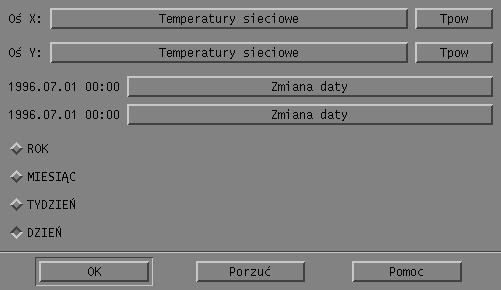 Oś X: Temperatury sieciowe Tpow
Oś Y: Temperatury sieciowe Tpow
1996.07.01 00:00 Zmiana daty
1996.07.01 00:00 Zmiana daty
ROK
MIESIĄC
TYDZIEŃ
DZIEŃ
OK Porzuć Pomoc